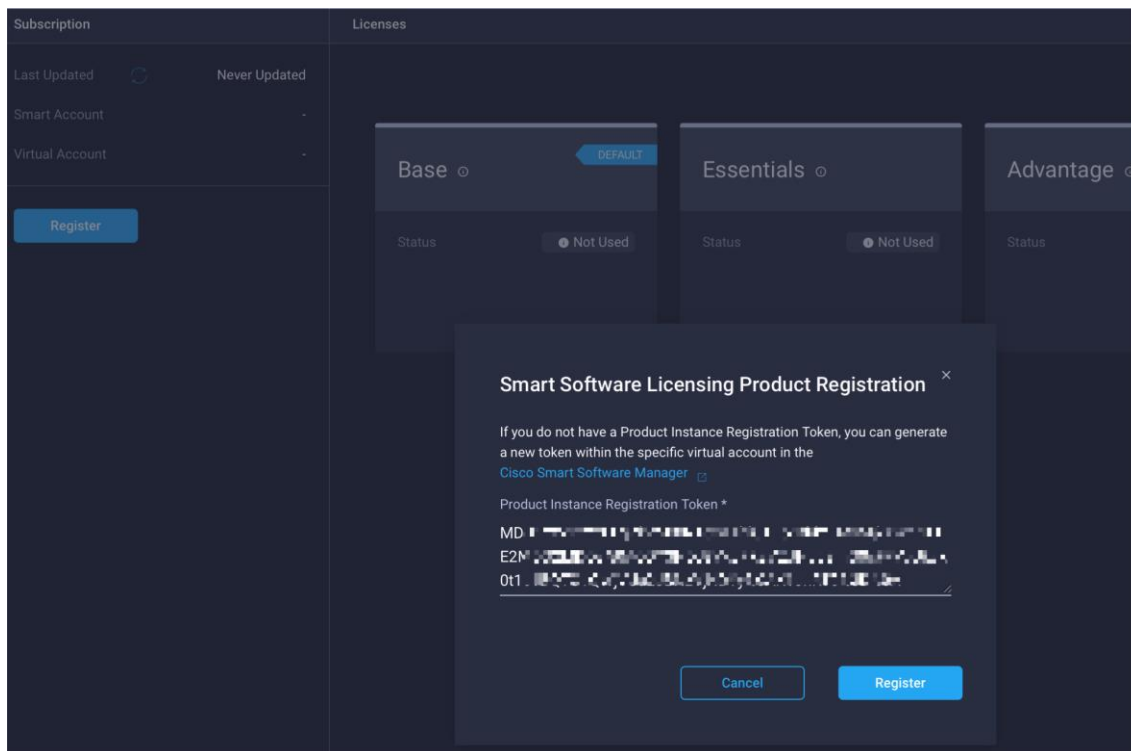 Subscription
Licenses
Last Updated
Never Updated
Smart Account
-
Virtual Account
-
Register
Base
DEFAULT
Essentials
Advantage
Status
Not Used
Status
Not Used
Status
Smart Software Licensing Product Registration
If you do not have a Product Instance Registration Token, you can generate
a new token within the specific virtual account in the
Cisco Smart Software Manager
Product Instance Registration Token *
MD
E2
0t1
Cancel
Register